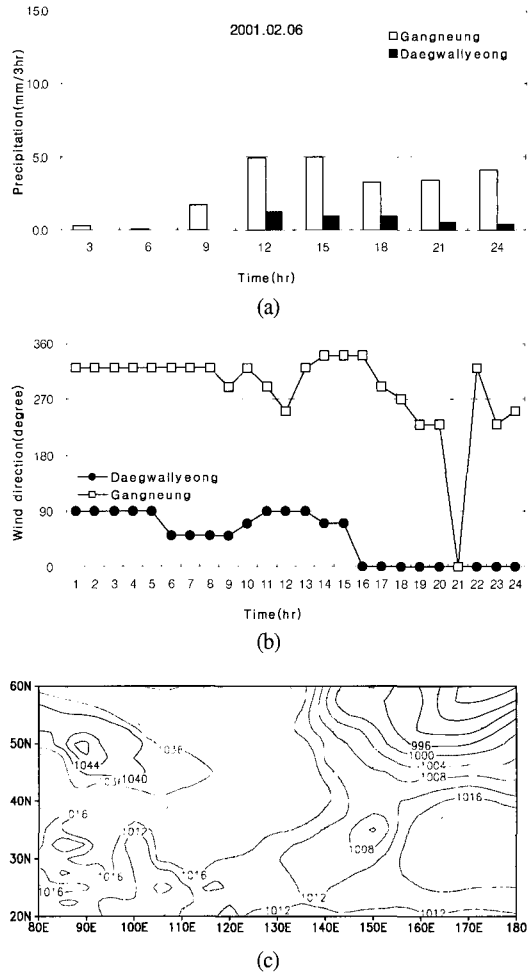 2001.02.06
Gangneung
Daegwallyeong
Precipitation(mm/3hr)
15.0
10.0
5.0
0.0
3 6 9 12 15 18 21 24
Time(hr)
(a)
Wind direction(degree)
360
270
180
90
0
Daegwallyeong
Gangneung
1 2 3 4 5 6 7 8 9 10 11 12 13 14 15 16 17 18 19 20 21 22 23 24
Time(hr)
(b)
60N
50N
40N
30N
20N
1036
1044
1040
996
1000
1004
1008
1016
1016
1012
1008
1016
1016
1016
1012
1012
1012
80E 90E 100E 110E 120E 130E 140E 150E 160E 170E 180
(c)